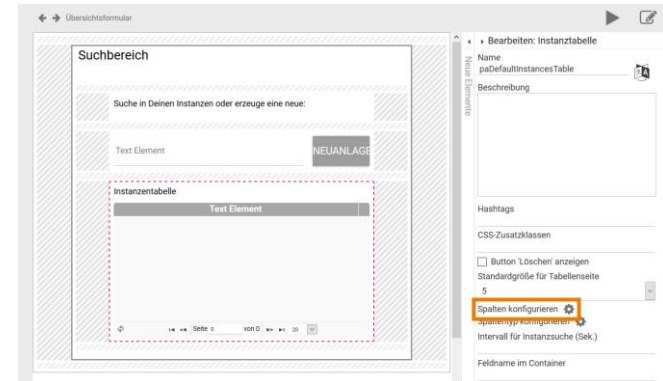 Übersichtsformular
Suchbereich
Suche in Deinen Instanzen oder erzeuge eine neue:
Text Element
NEUANLAGE
Instanzentabelle
Text Element
Seite 0 von 0 20
Neue Elemente
Bearbeiten: Instanztabelle
Name
paDefaultInstancesTable
Beschreibung
Hashtags
CSS-Zusatzklassen
Button 'Löschen' anzeigen
Standardgröße für Tabellenseite
5
Spalten konfigurieren
Spaltentyp konfigurieren
Intervall für Instanzsuche (Sek.)
Feldname im Container